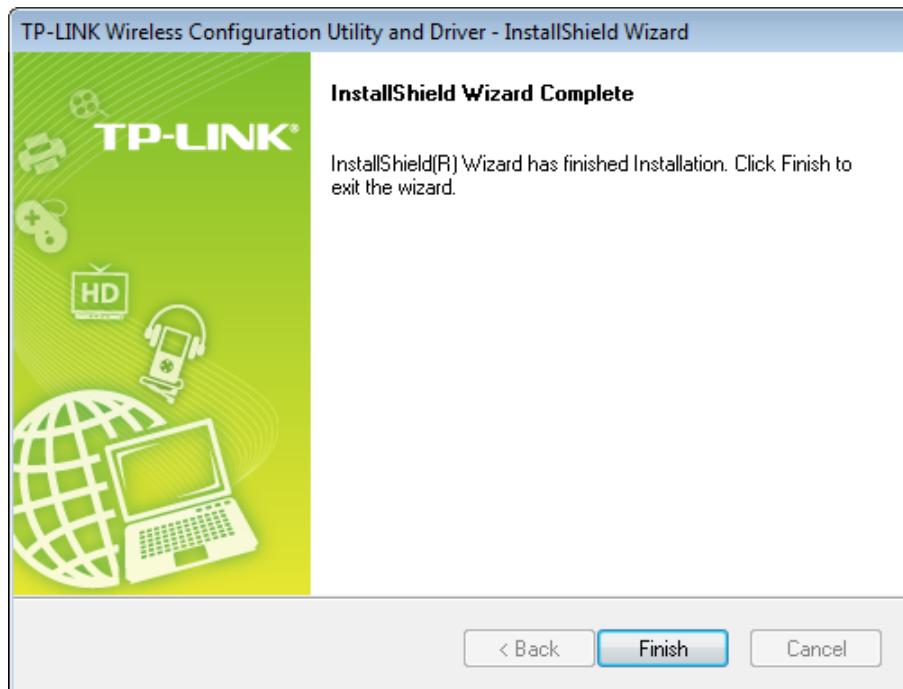 TP-LINK Wireless Configuration Utility and Driver - InstallShield Wizard
TP-LINK®
InstallShield Wizard Complete
InstallShield(R) Wizard has finished Installation. Click Finish to
exit the wizard.
HD
< Back
Finish
Cancel